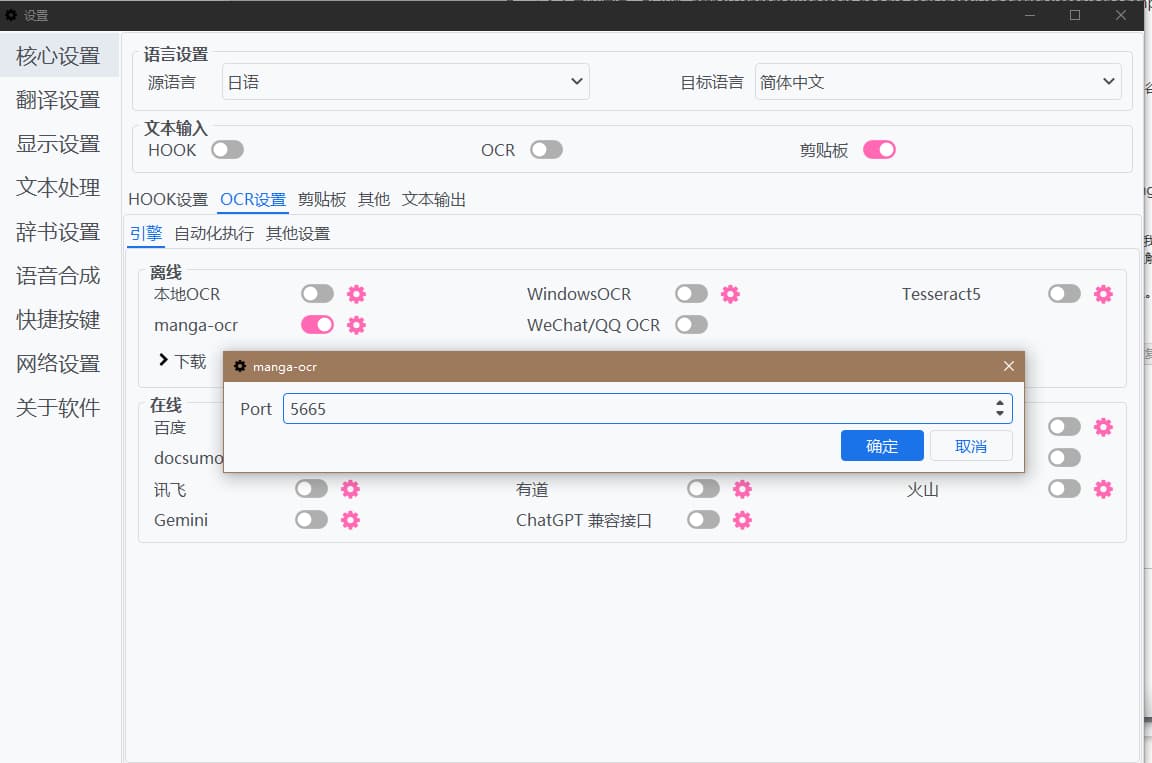 设置
核心设置
翻译设置
显示设置
文本处理
辞书设置
语音合成
快捷按键
网络设置
关于软件
语言设置
源语言 日语 目标语言 简体中文
文本输入
HOOK OCR 剪贴板
HOOK设置 OCR设置 剪贴板 其他 文本输出
引擎 自动化执行 其他设置
离线
本地OCR WindowsOCR Tesseract5
manga-ocr WeChat/QQ OCR
下载
manga-ocr
Port 5665
确定 取消
在线
百度
docsumo
讯飞 有道 火山
Gemini ChatGPT 兼容接口